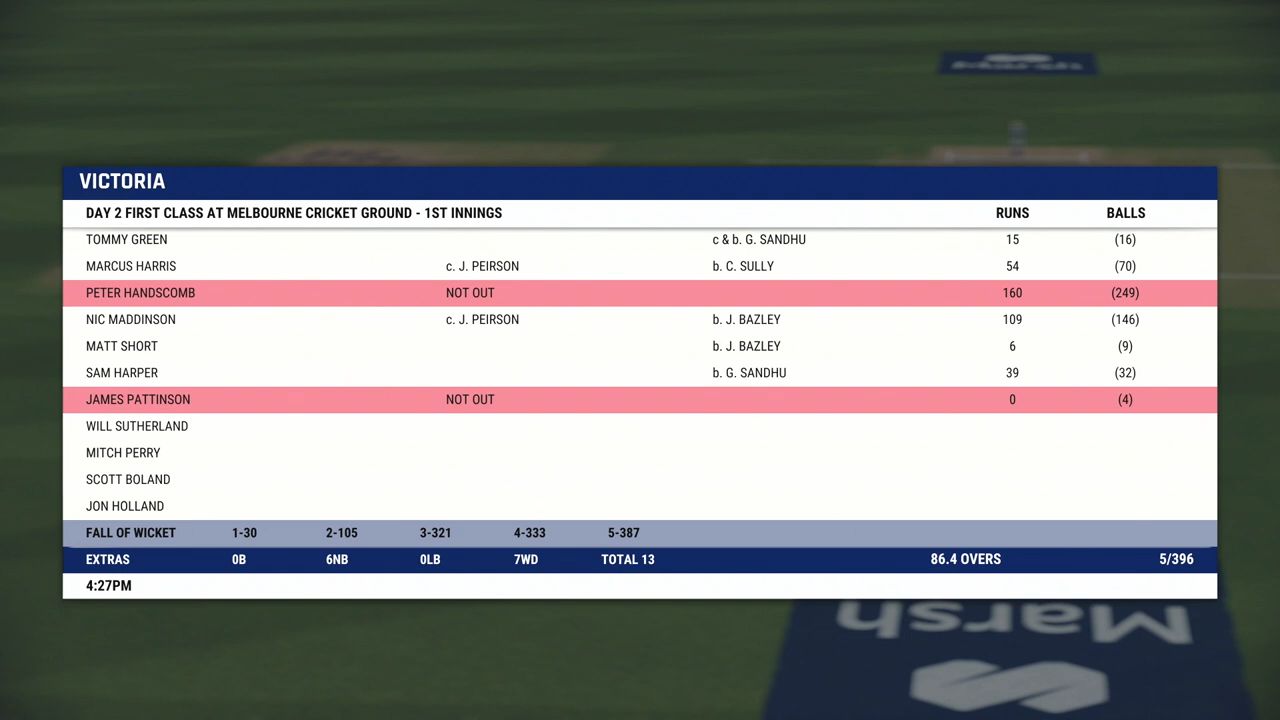 Marsh
VICTORIA
DAY 2 FIRST CLASS AT MELBOURNE CRICKET GROUND - 1ST INNINGS RUNS BALLS
TOMMY GREEN c & b. G. SANDHU 15 (16)
MARCUS HARRIS c. J. PEIRSON b. C. SULLY 54 (70)
PETER HANDSCOMB NOT OUT 160 (249)
NIC MADDINSON c. J. PEIRSON b. J. BAZLEY 109 (146)
MATT SHORT b. J. BAZLEY 6 (9)
SAM HARPER b. G. SANDHU 39 (32)
JAMES PATTINSON NOT OUT 0 (4)
WILL SUTHERLAND
MITCH PERRY
SCOTT BOLAND
JON HOLLAND
FALL OF WICKET 1-30 2-105 3-321 4-333 5-387
EXTRAS 0B 6NB 0LB 7WD TOTAL 13 86.4 OVERS 5/396
4:27PM
Marsh